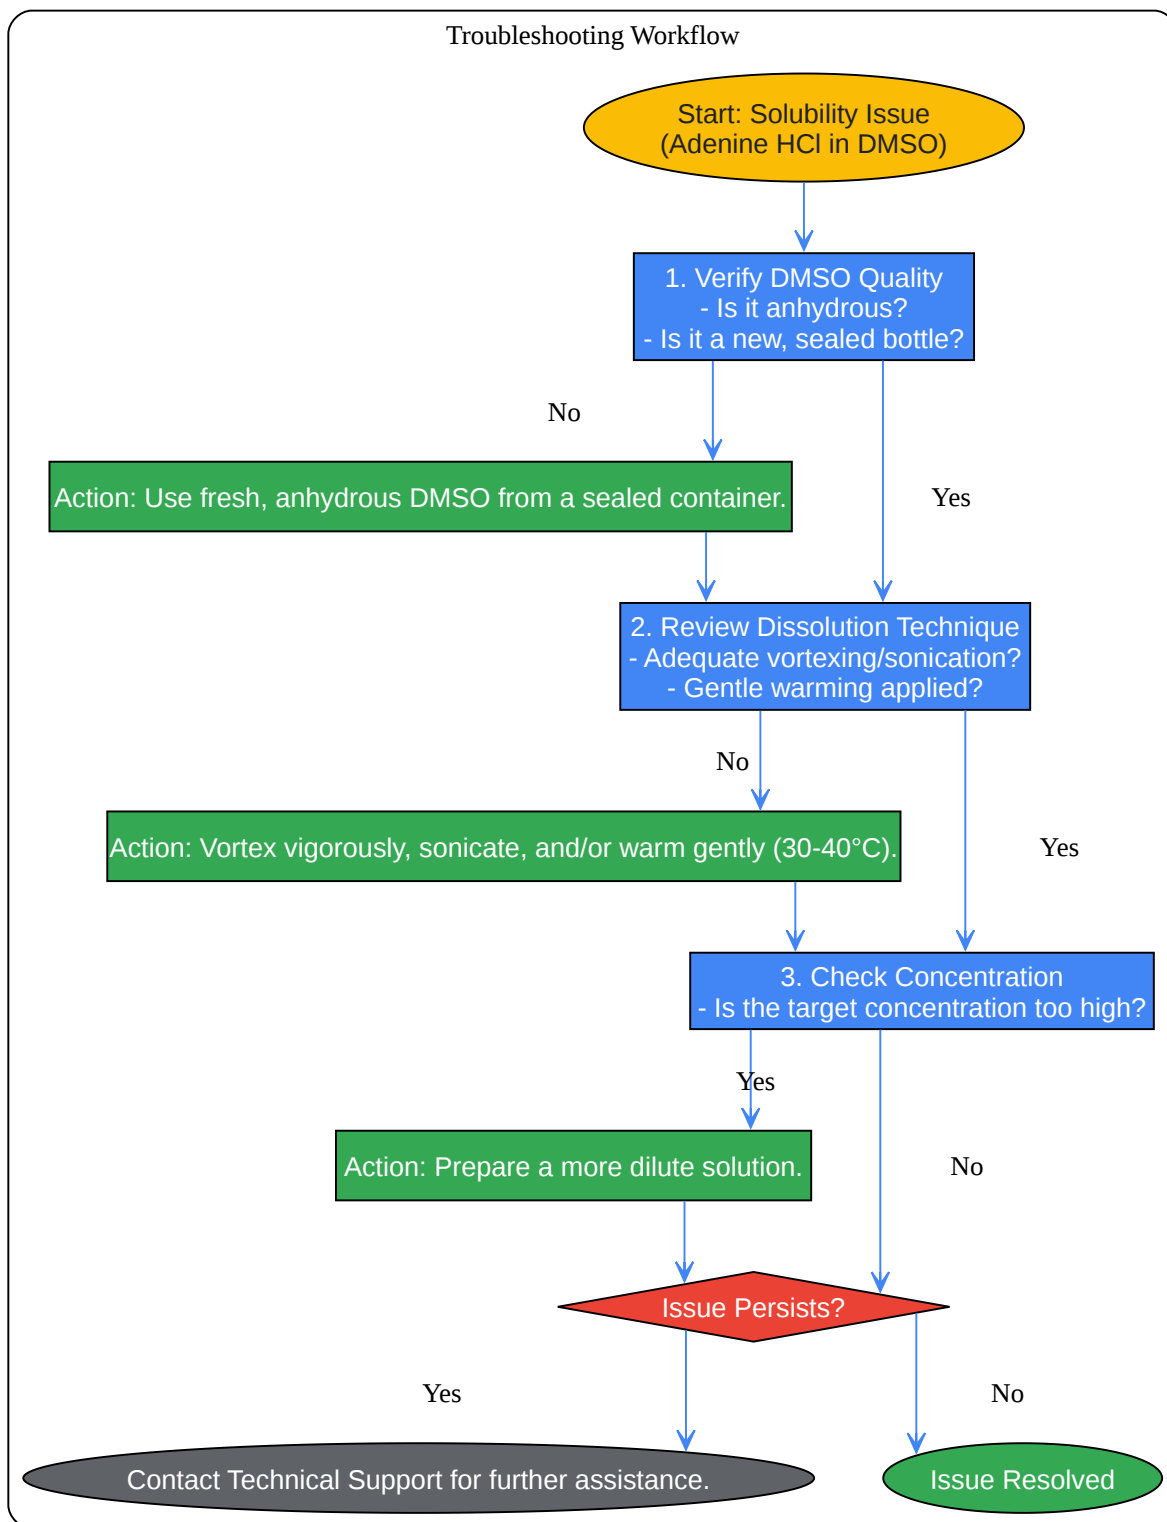 Troubleshooting Workflow
Start: Solubility Issue
(Adenine HCl in DMSO)
1. Verify DMSO Quality
- Is it anhydrous?
- Is it a new, sealed bottle?
No
Action: Use fresh, anhydrous DMSO from a sealed container.
Yes
2. Review Dissolution Technique
- Adequate vortexing/sonication?
- Gentle warming applied?
No
Action: Vortex vigorously, sonicate, and/or warm gently (30-40°C).
Yes
3. Check Concentration
- Is the target concentration too high?
Yes
Action: Prepare a more dilute solution.
No
Issue Persists?
Yes
No
Contact Technical Support for further assistance.
Issue Resolved